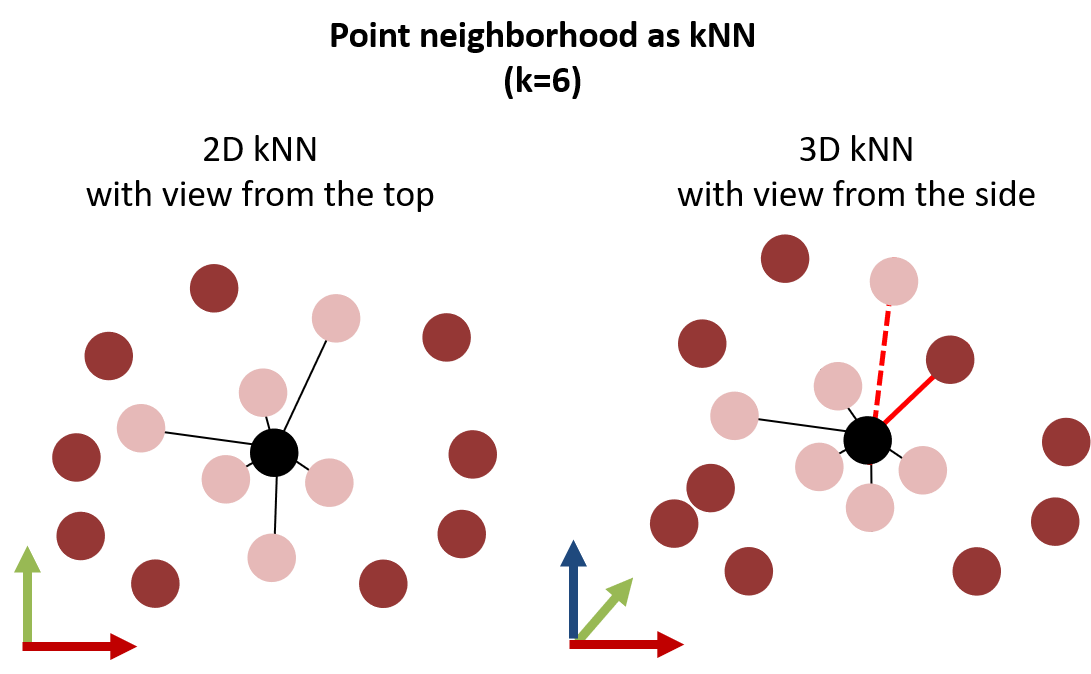 Point neighborhood as kNN
(k=6)
2D kNN
with view from the top
3D kNN
with view from the side